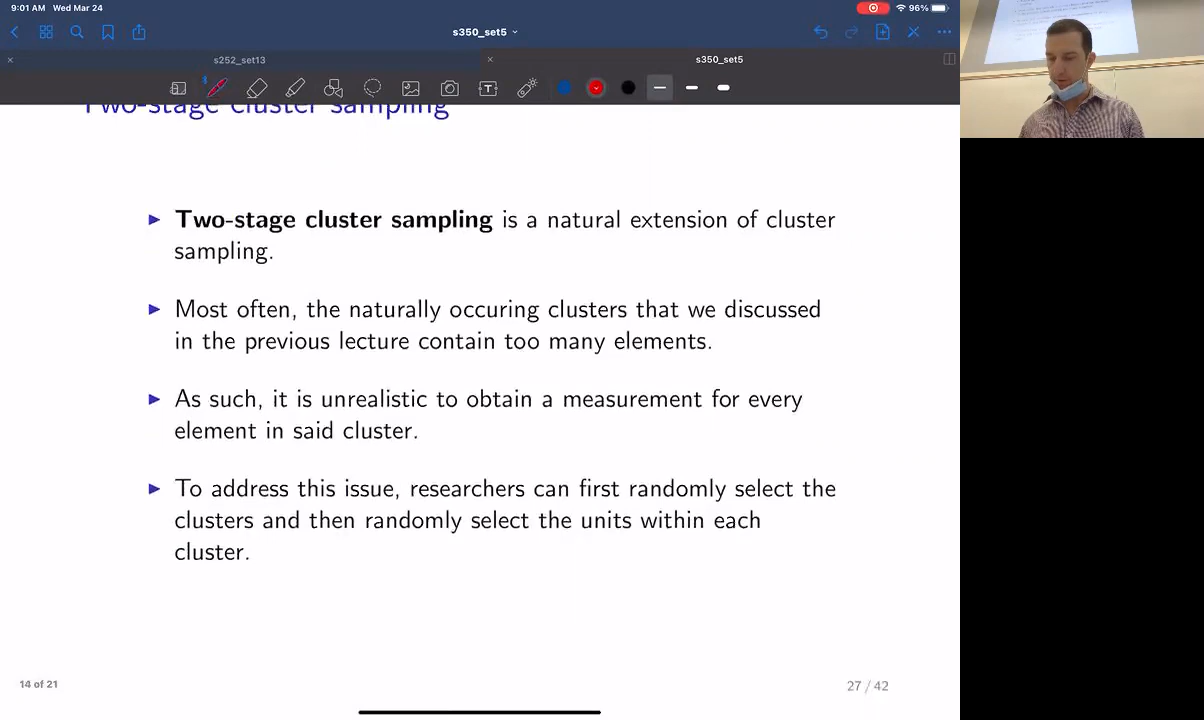 9:01 AM Wed Mar 24
96%
s350_set5
s252_set13
s350_set5
T
Two-stage cluster sampling
Two-stage cluster sampling is a natural extension of cluster
sampling.
Most often, the naturally occuring clusters that we discussed
in the previous lecture contain too many elements.
As such, it is unrealistic to obtain a measurement for every
element in said cluster.
To address this issue, researchers can first randomly select the
clusters and then randomly select the units within each
cluster.
14 of 21
27 / 42